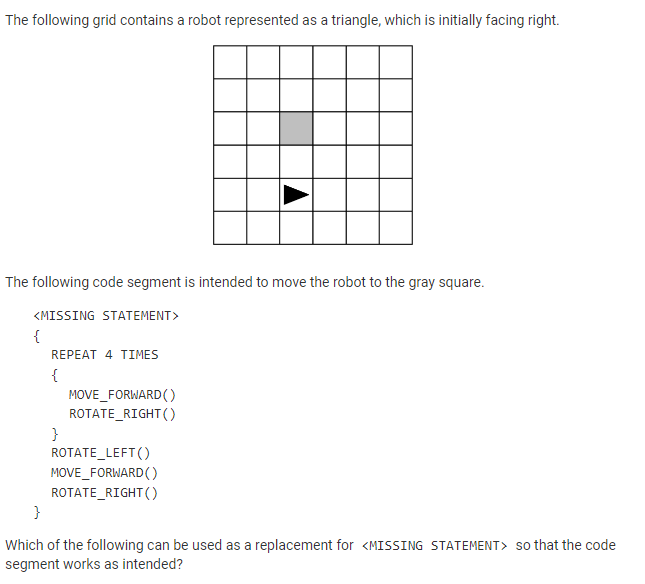 The following grid contains a robot represented as a triangle, which is initially facing right.
The following code segment is intended to move the robot to the gray square.
<MISSING STATEMENT>
{
REPEAT 4 TIMES
{
MOVE_FORWARD()
ROTATE_RIGHT()
}
ROTATE_LEFT()
MOVE_FORWARD()
ROTATE_RIGHT()
}
Which of the following can be used as a replacement for <MISSING STATEMENT> so that the code
segment works as intended?